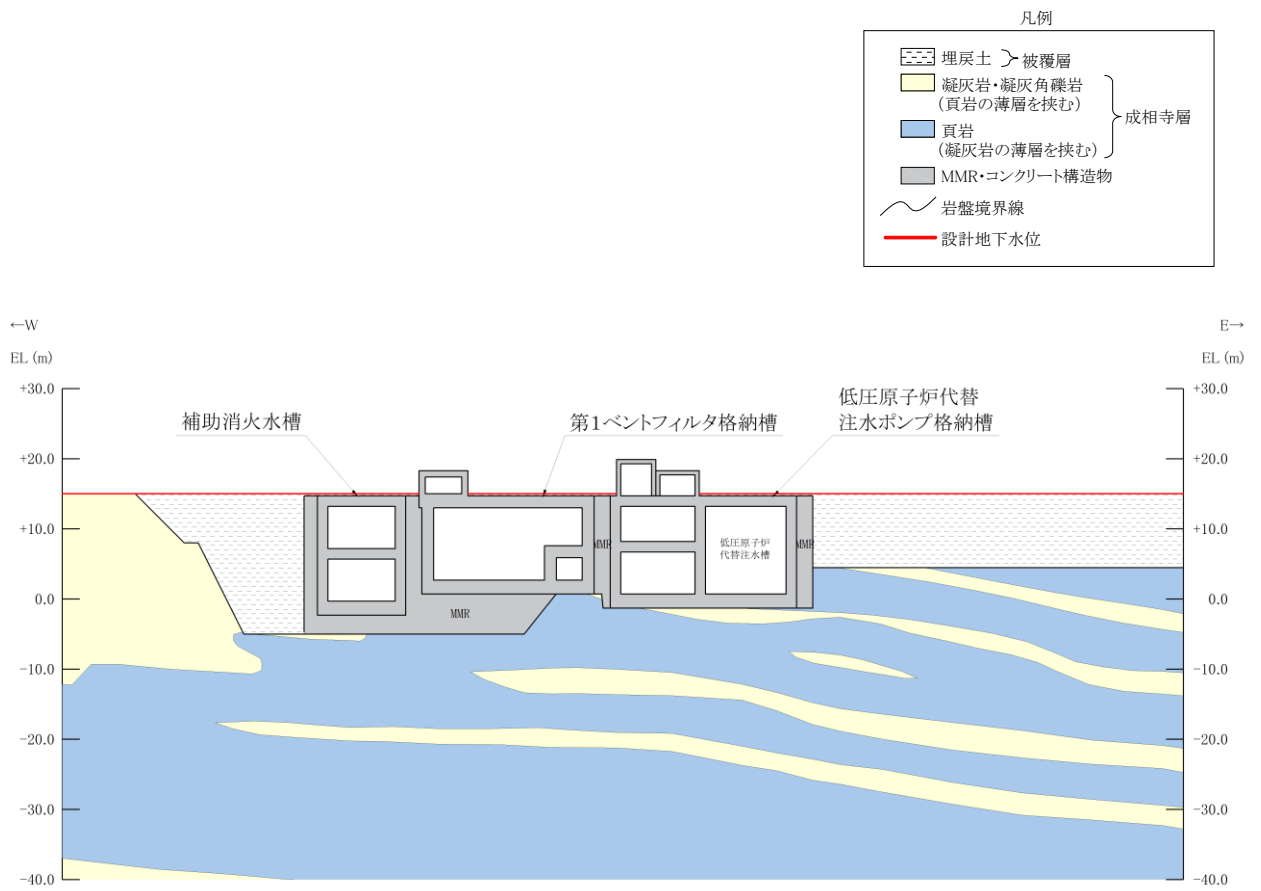 凡例
埋戻土
被覆層
凝灰岩・凝灰角礫岩
(頁岩の薄層を挟む)
成相寺層
頁岩
(凝灰岩の薄層を挟む)
MMR・コンクリート構造物
岩盤境界線
設計地下水位
←W
E→
EL (m)
EL (m)
+30.0
+30.0
低圧原子炉代替
注水ポンプ格納槽
補助消火水槽
第1ベントフィルタ格納槽
+20.0
+20.0
+10.0
+10.0
MMR
低圧原子炉
代替注水槽
MMR
0.0
0.0
MMR
-10.0
-10.0
-20.0
-20.0
-30.0
-30.0
-40.0
-40.0